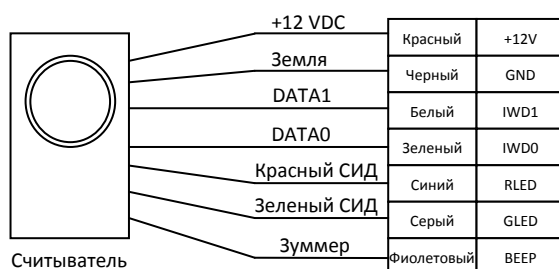 +12 VDC
Красный +12V
Земля
Черный GND
DATA1
Белый IWD1
DATA0
Зеленый IWD0
Красный СИД
Синий RLED
Зеленый СИД
Серый GLED
Зуммер
Фиолетовый BEEP
Считыватель